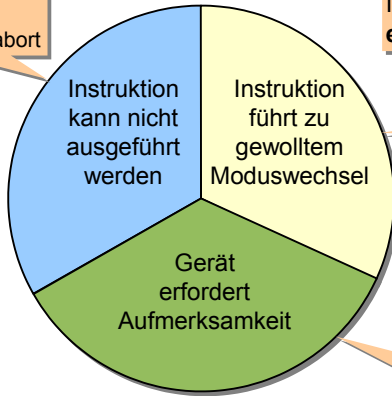 abort
e
Instruktion
kann nicht
ausgeführt
werden
Instruktion
führt zu
gewolltem
Moduswechsel
Gerät
erfordert
Aufmerksamkeit